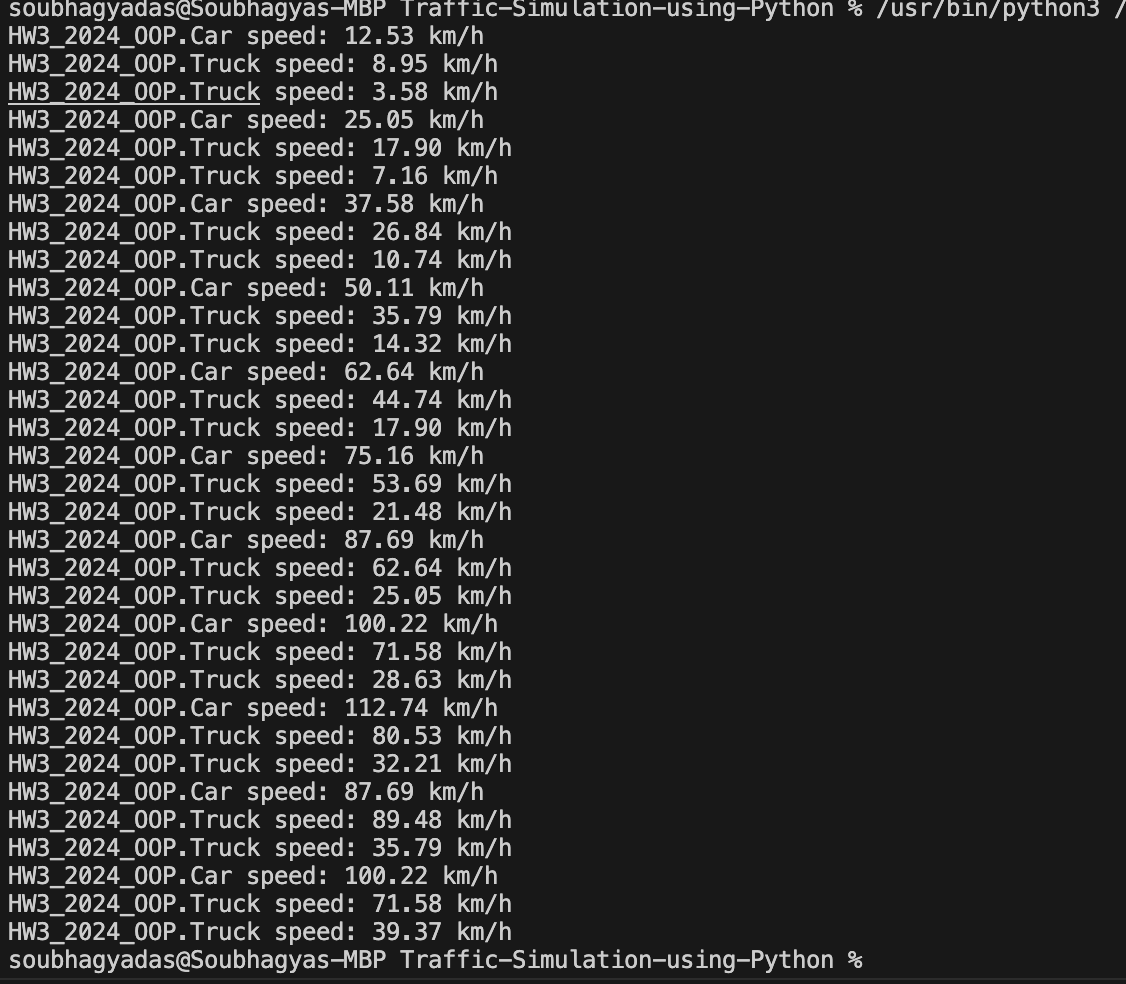 soubhagyadas@Soubhagyas-MBP Traffic-Simulation-using-Python % /usr/bin/python3 /
HW3_2024_OOP.Car speed: 12.53 km/h
HW3_2024_OOP.Truck speed: 8.95 km/h
HW3_2024_OOP.Truck speed: 3.58 km/h
HW3_2024_OOP.Car speed: 25.05 km/h
HW3_2024_OOP.Truck speed: 17.90 km/h
HW3_2024_OOP.Truck speed: 7.16 km/h
HW3_2024_OOP.Car speed: 37.58 km/h
HW3_2024_OOP.Truck speed: 26.84 km/h
HW3_2024_OOP.Truck speed: 10.74 km/h
HW3_2024_OOP.Car speed: 50.11 km/h
HW3_2024_OOP.Truck speed: 35.79 km/h
HW3_2024_OOP.Truck speed: 14.32 km/h
HW3_2024_OOP.Car speed: 62.64 km/h
HW3_2024_OOP.Truck speed: 44.74 km/h
HW3_2024_OOP.Truck speed: 17.90 km/h
HW3_2024_OOP.Car speed: 75.16 km/h
HW3_2024_OOP.Truck speed: 53.69 km/h
HW3_2024_OOP.Truck speed: 21.48 km/h
HW3_2024_OOP.Car speed: 87.69 km/h
HW3_2024_OOP.Truck speed: 62.64 km/h
HW3_2024_OOP.Truck speed: 25.05 km/h
HW3_2024_OOP.Car speed: 100.22 km/h
HW3_2024_OOP.Truck speed: 71.58 km/h
HW3_2024_OOP.Truck speed: 28.63 km/h
HW3_2024_OOP.Car speed: 112.74 km/h
HW3_2024_OOP.Truck speed: 80.53 km/h
HW3_2024_OOP.Truck speed: 32.21 km/h
HW3_2024_OOP.Car speed: 87.69 km/h
HW3_2024_OOP.Truck speed: 89.48 km/h
HW3_2024_OOP.Truck speed: 35.79 km/h
HW3_2024_OOP.Car speed: 100.22 km/h
HW3_2024_OOP.Truck speed: 71.58 km/h
HW3_2024_OOP.Truck speed: 39.37 km/h
soubhagyadas@Soubhagyas-MBP Traffic-Simulation-using-Python %